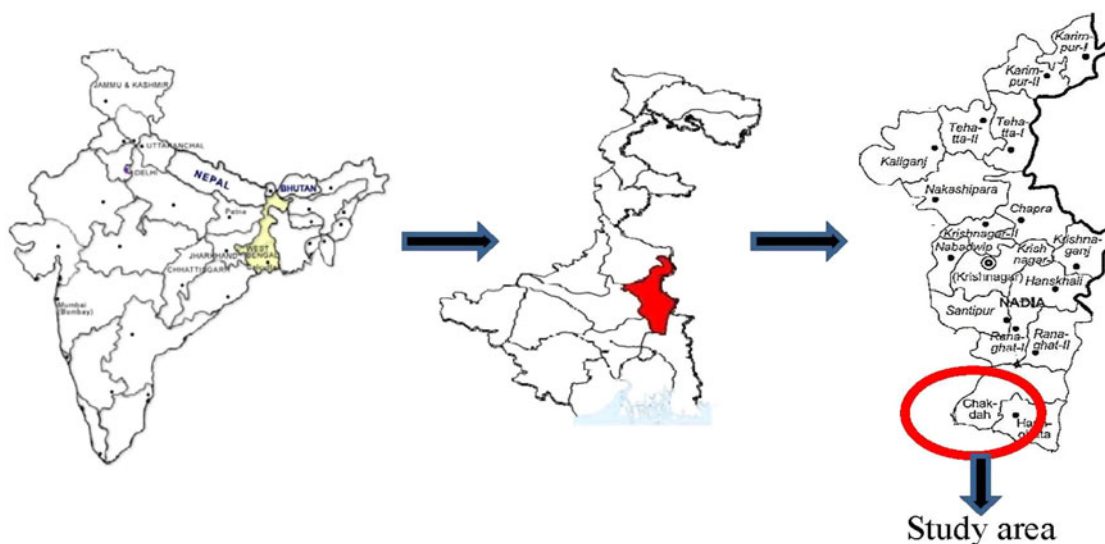 JAMMU & KASHMIR
UTTARANCHAL
DELHI
NEPAL
BHUTAN
Patna
JHARKHAND
WEST
BENGAL
CHHATTISGARH
Mumbai
(Bombay)
Karim-
pur-I
Karim-
pur-II
Teha-
tta-II
Teha-
tta-I
Kaliganj
Nakashipara
Chapra
Krishnagar-II
Nabadwip
Krish
nagar-
Krishna-
ganj
(Krishnagar)
Hanskhali
NADIA
Santipur
Rana-
ghat-I
Rana-
ghat-II
Chak-
dah
Study area